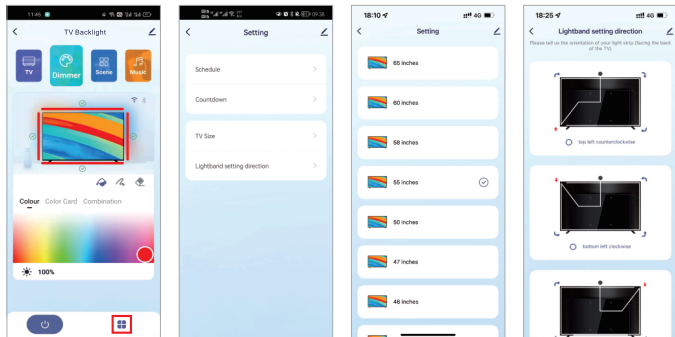 11:45
TV Backlight
TV
Dimmer
Scene
Music
Colour Color Card Combination
100%
09:38
Setting
Schedule
Countdown
TV Size
Lightband setting direction
18:10 4G
Setting
65 inches
60 inches
58 inches
55 inches
50 inches
47 inches
46 inches
18:25 4G
Lightband setting direction
Please tell us the orientation of your light strip (facing the back
of the TV)
top left counterclockwise
bottom left clockwise